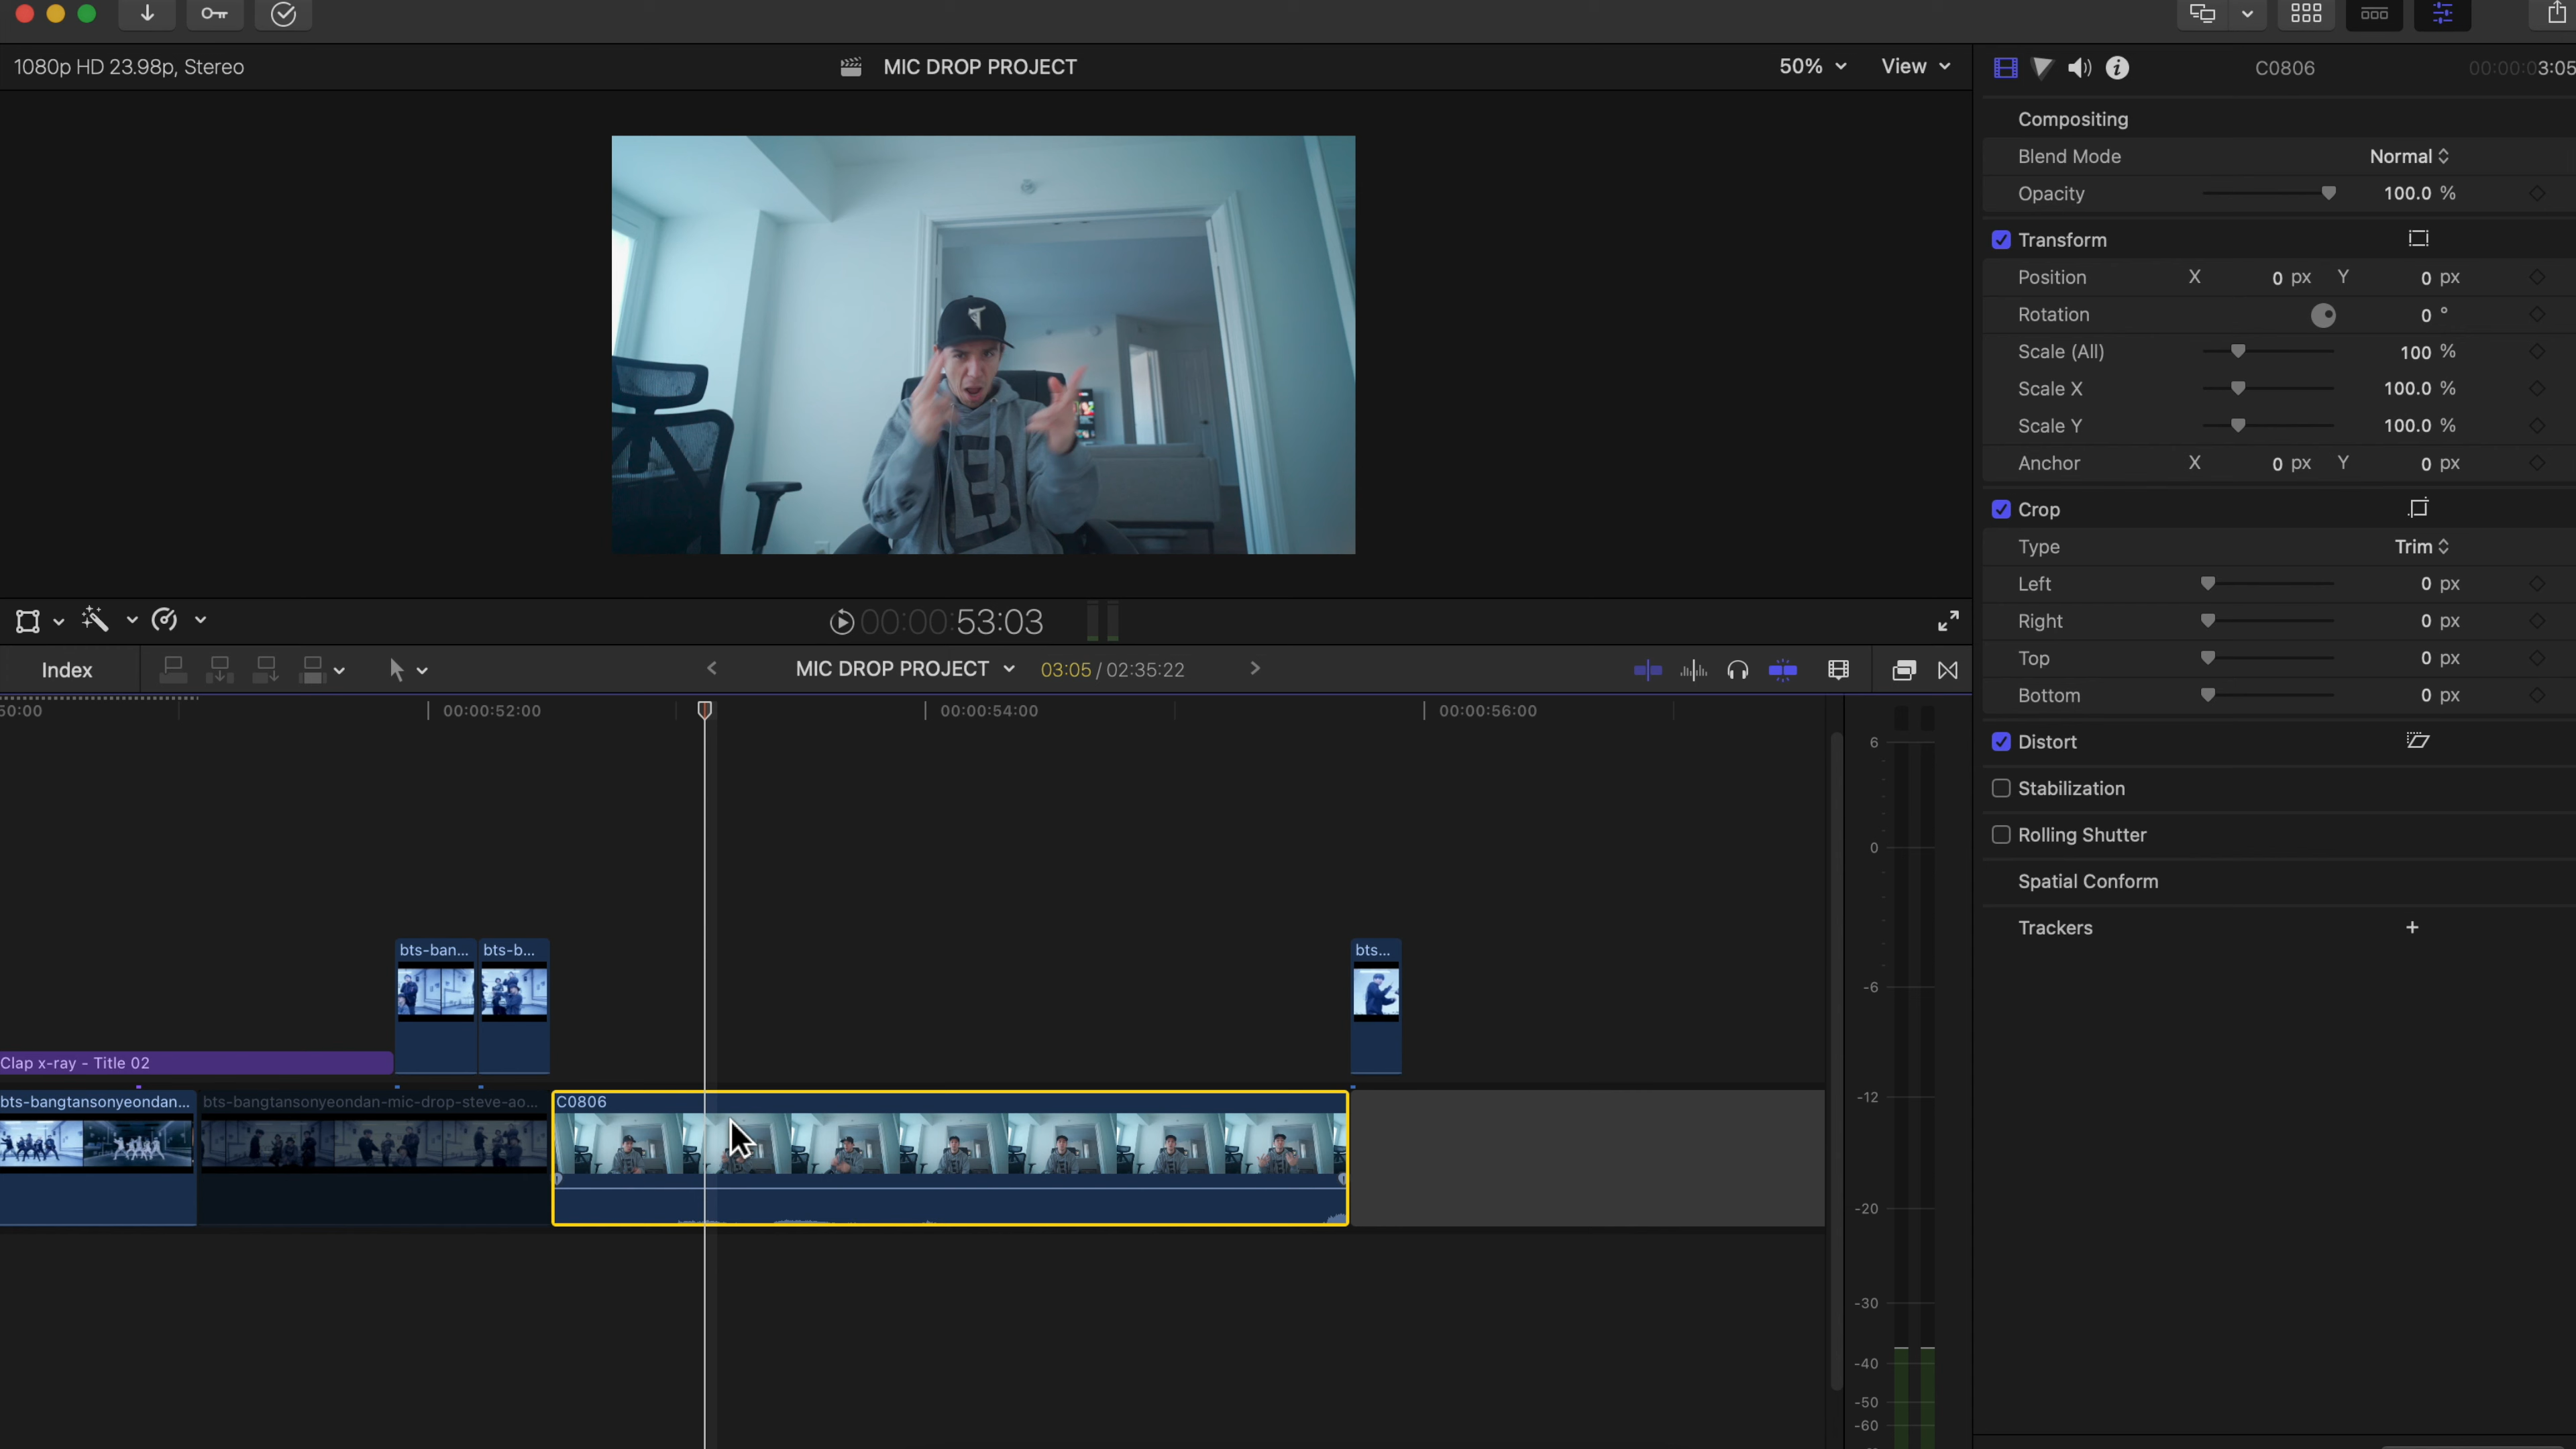 1080p HD 23.98p, Stereo
MIC DROP PROJECT
50%
View
C0806
00:00:03:05
Compositing
Blend Mode Normal
Opacity 100.0 %
Transform
Position X 0 px Y 0 px
Rotation 0 °
Scale (All) 100 %
Scale X 100.0 %
Scale Y 100.0 %
Anchor X 0 px Y 0 px
Crop
Type Trim
Left 0 px
Right 0 px
Top 0 px
Bottom 0 px
Distort
Stabilization
Rolling Shutter
Spatial Conform
Trackers +
00:00:00:53:03
Index
MIC DROP PROJECT 03:05 / 02:35:22
50:00 00:00:52:00 00:00:54:00 00:00:56:00
bts-ban... bts-b... bts...
Clap x-ray - Title 02
bts-bangtansonyeondan... bts-bangtansonyeondan-mic-drop-steve-ao... C0806
6
0
-6
-12
-20
-30
-40
-50
-60